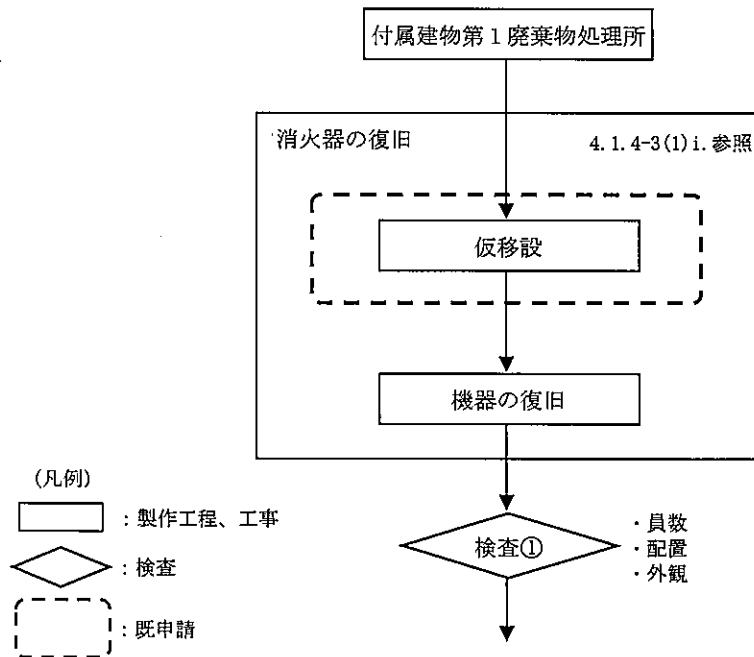 付属建物第1廃棄物処理所
消火器の復旧
4.1.4-3(1)i.参照
仮移設
機器の復旧
検査①
・員数
・配置
・外観
(凡例)
：製作工程、工事
：検査
：既申請